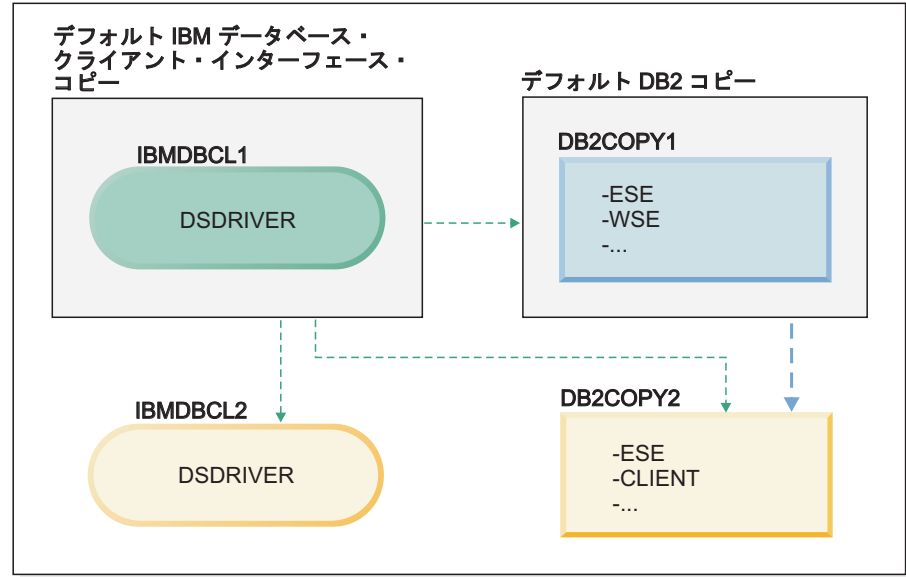 デフォルト IBM データベース・
クライアント・インターフェース・
コピー
デフォルト DB2 コピー
IBMDBCL1
DSDRIVER
DB2COPY1
-ESE
-WSE
-...
IBMDBCL2
DSDRIVER
DB2COPY2
-ESE
-CLIENT
-...